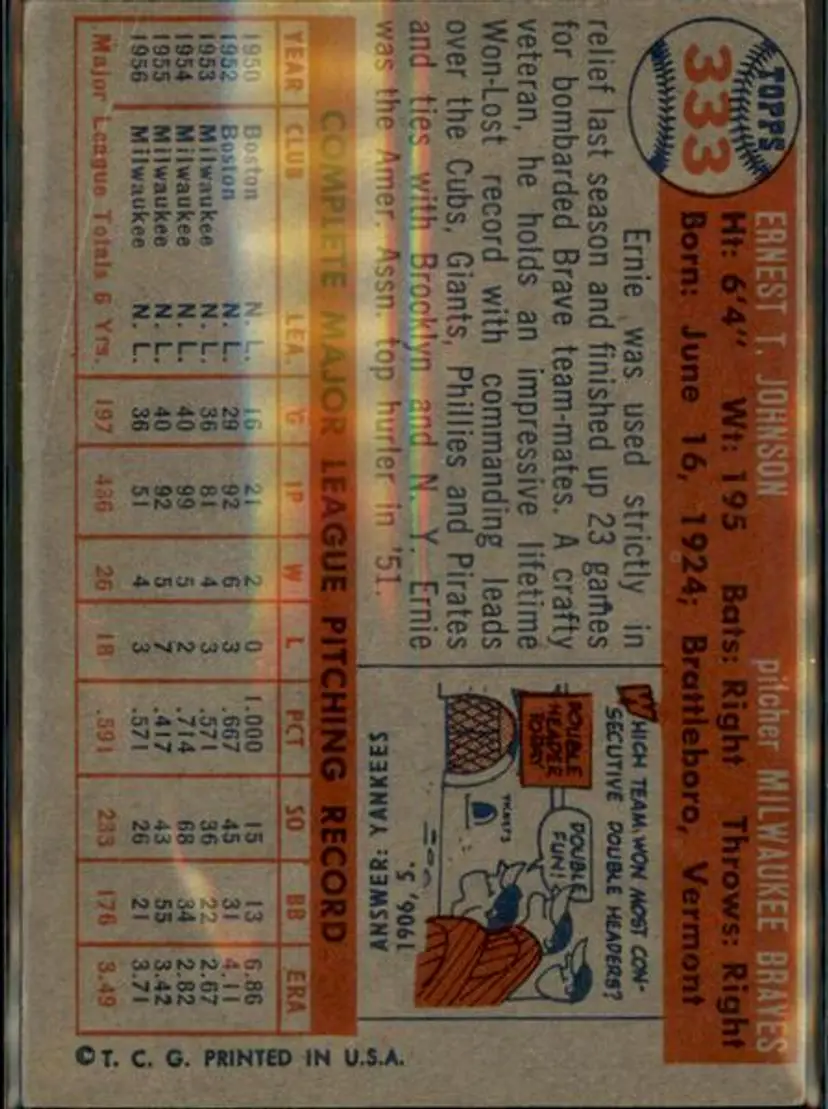 TOPPS
333
ERNEST T. JOHNSON pitcher MILWAUKEE BRAVES
Ht: 6'4" Wt: 195 Bats: Right Throws: Right
Born: June 16, 1924; Brattleboro, Vermont
Ernie was used strictly in
relief last season and finished up 23 games
for bombarded Brave team-mates. A crafty
veteran, he holds an impressive lifetime
Won-Lost record with commanding leads
over the Cubs, Giants, Phillies and Pirates
and ties with Brooklyn and N. Y. Ernie
was the Amer. Assn. top hurler in '51.
WHICH TEAM WON MOST CON-
SECUTIVE DOUBLE HEADERS?
DOUBLE
FUN!
DOUBLE
HEADER
TODAY
TICKETS
ANSWER: YANKEES
1906, 5.
COMPLETE MAJOR LEAGUE PITCHING RECORD
YEAR CLUB LEA. G IP W L PCT SO BB ERA
1950 Boston N. L. 16 21 2 0 1.000 15 13 6.86
1952 Boston N. L. 29 92 6 3 .667 45 31 4.11
1953 Milwaukee N. L. 36 81 4 3 .571 36 22 2.67
1954 Milwaukee N. L. 40 99 5 2 .714 68 34 2.82
1955 Milwaukee N. L. 40 92 5 7 .417 43 55 3.42
1956 Milwaukee N. L. 36 51 4 3 .571 26 21 3.71
Major League Totals 6 Yrs. 197 436 26 18 .591 233 176 3.49
© T. C. G. PRINTED IN U.S.A.